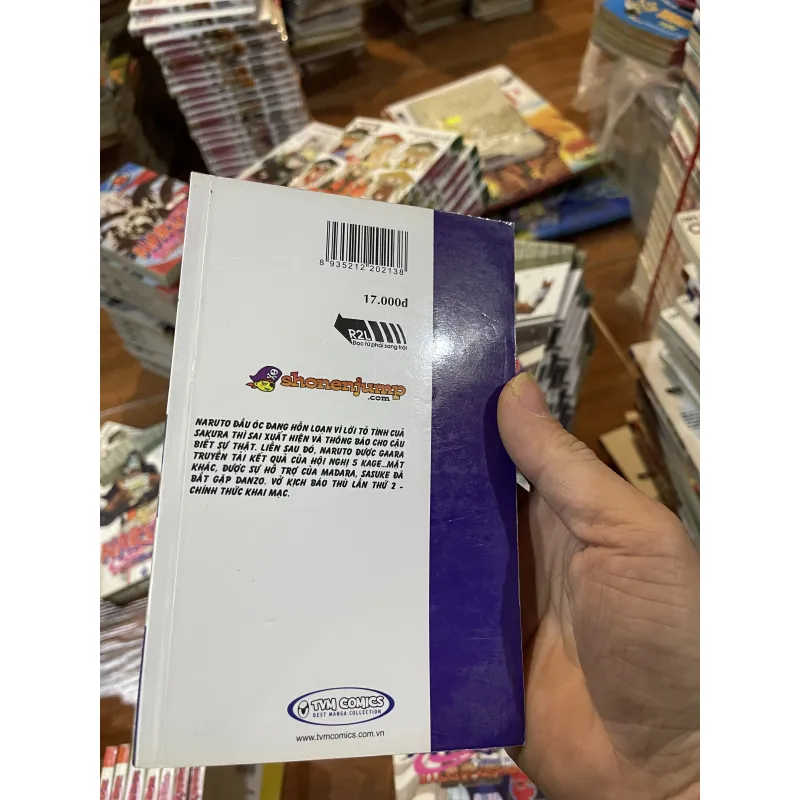 8 935212 202138
17.000đ
R2L
Đọc từ phải sang trái
shonenjump
.com
NARUTO ĐẦU ÓC ĐANG HỖN LOẠN VÌ LỜI TỎ TÌNH CUẢ
SAKURA THÌ SAI XUẤT HIỆN VÀ THÔNG BÁO CHO CẬU
BIẾT SỰ THẬT. LIỀN SAU ĐÓ, NARUTO ĐƯỢC GAARA
TRUYỀN TẢI KẾT QUẢ CỦA HỘI NGHỊ 5 KAGE...MẶT
KHÁC, ĐƯỢC SỰ HỖ TRỢ CỦA MADARA, SASUKE ĐÃ
BẮT GẶP DANZO. VỞ KỊCH BÁO THÙ LẦN THỨ 2 -
CHÍNH THỨC KHAI MẠC.
TVM COMICS
BEST MANGA COLLECTION
www.tvmcomics.com.vn